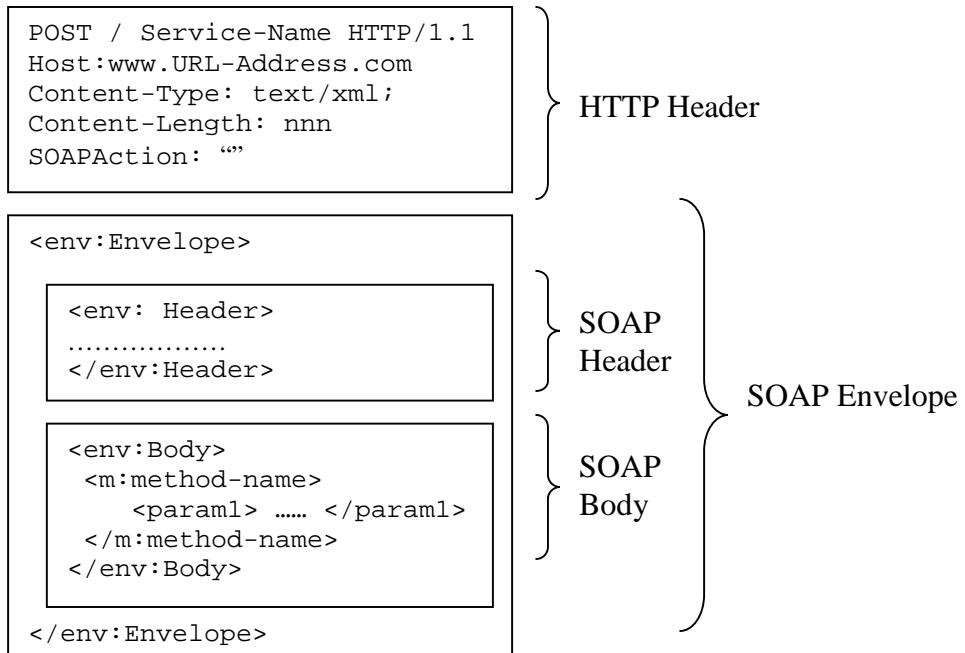 POST / Service-Name HTTP/1.1
Host:www.URL-Address.com
Content-Type: text/xml;
Content-Length: nnn
SOAPAction: “”
HTTP Header
<env:Envelope>
<env: Header>
………………
</env:Header>
SOAP
Header
<env:Body>
<m:method-name>
<param1> …… </param1>
</m:method-name>
</env:Body>
SOAP
Body
</env:Envelope>
SOAP Envelope